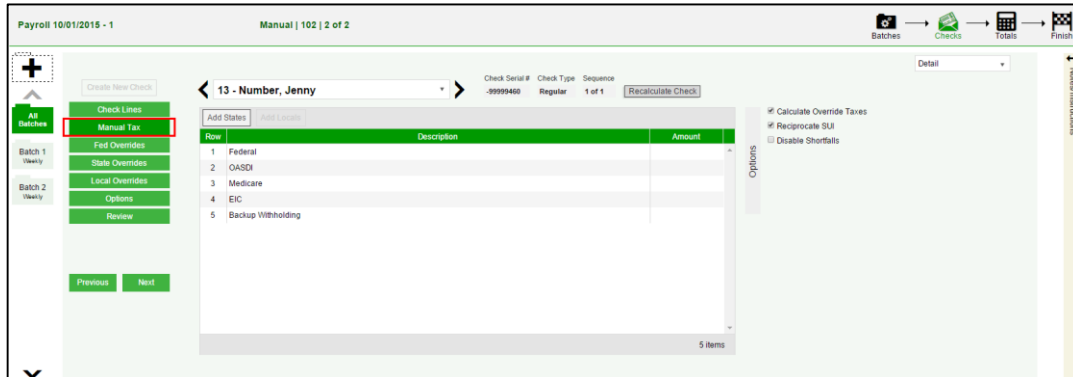 Payroll 10/01/2015 - 1
Manual | 102 | 2 of 2
Batches
Checks
Totals
Finish
Detail
Create New Check
13 - Number, Jenny
Check Serial # Check Type Sequence
-99999460 Regular 1 of 1 Recalculate Check
All Batches
Batch 1
Weekly
Batch 2
Weekly
Check Lines
Manual Tax
Fed Overrides
State Overrides
Local Overrides
Options
Review
Previous Next
Add States Add Locals
Row Description Amount
1 Federal
2 OASDI
3 Medicare
4 EIC
5 Backup Withholding
5 items
Options
Calculate Override Taxes
Reciprocate SUI
Disable Shortfalls
Notes/Instructions